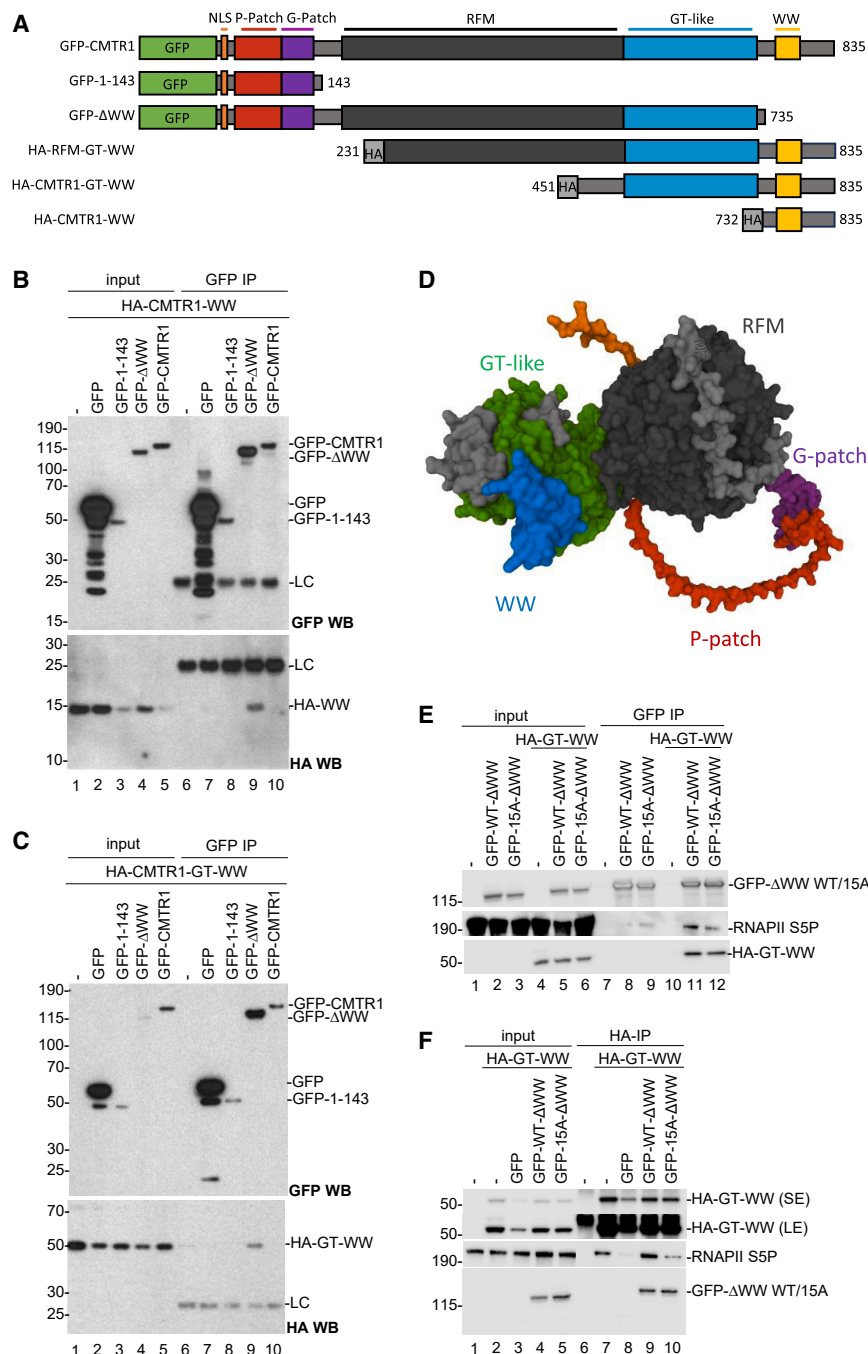 A
NLS P-Patch G-Patch RFM GT-like WW
GFP-CMTR1 GFP 835
GFP-1-143 GFP 143
GFP-ΔWW GFP 735
HA-RFM-GT-WW 231 HA 835
HA-CMTR1-GT-WW 451 HA 835
HA-CMTR1-WW 732 HA 835
B
input GFP IP
HA-CMTR1-WW
- GFP GFP-1-143 GFP-ΔWW GFP-CMTR1 - GFP GFP-1-143 GFP-ΔWW GFP-CMTR1
190-
115- -GFP-CMTR1
100- -GFP-ΔWW
70-
-GFP
50- -GFP-1-143
30-
25- -LC
15- GFP WB
30-
25- -LC
15- -HA-WW
10- HA WB
1 2 3 4 5 6 7 8 9 10
C
input GFP IP
HA-CMTR1-GT-WW
- GFP GFP-1-143 GFP-ΔWW GFP-CMTR1 - GFP GFP-1-143 GFP-ΔWW GFP-CMTR1
190-
-GFP-CMTR1
115- -GFP-ΔWW
70-
-GFP
50- -GFP-1-143
30-
25-
GFP WB
70-
50- -HA-GT-WW
30-
25- -LC
HA WB
1 2 3 4 5 6 7 8 9 10
D
RFM
GT-like
G-patch
WW
P-patch
E
input GFP IP
HA-GT-WW HA-GT-WW
- GFP-WT-ΔWW GFP-15A-ΔWW - GFP-WT-ΔWW GFP-15A-ΔWW - GFP-WT-ΔWW GFP-15A-ΔWW - GFP-WT-ΔWW GFP-15A-ΔWW
115- -GFP-ΔWW WT/15A
190- -RNAPII S5P
50- -HA-GT-WW
1 2 3 4 5 6 7 8 9 10 11 12
F
input HA-IP
HA-GT-WW HA-GT-WW
- - GFP GFP-WT-ΔWW GFP-15A-ΔWW - - GFP GFP-WT-ΔWW GFP-15A-ΔWW
50- -HA-GT-WW (SE)
50- -HA-GT-WW (LE)
190- -RNAPII S5P
115- -GFP-ΔWW WT/15A
1 2 3 4 5 6 7 8 9 10